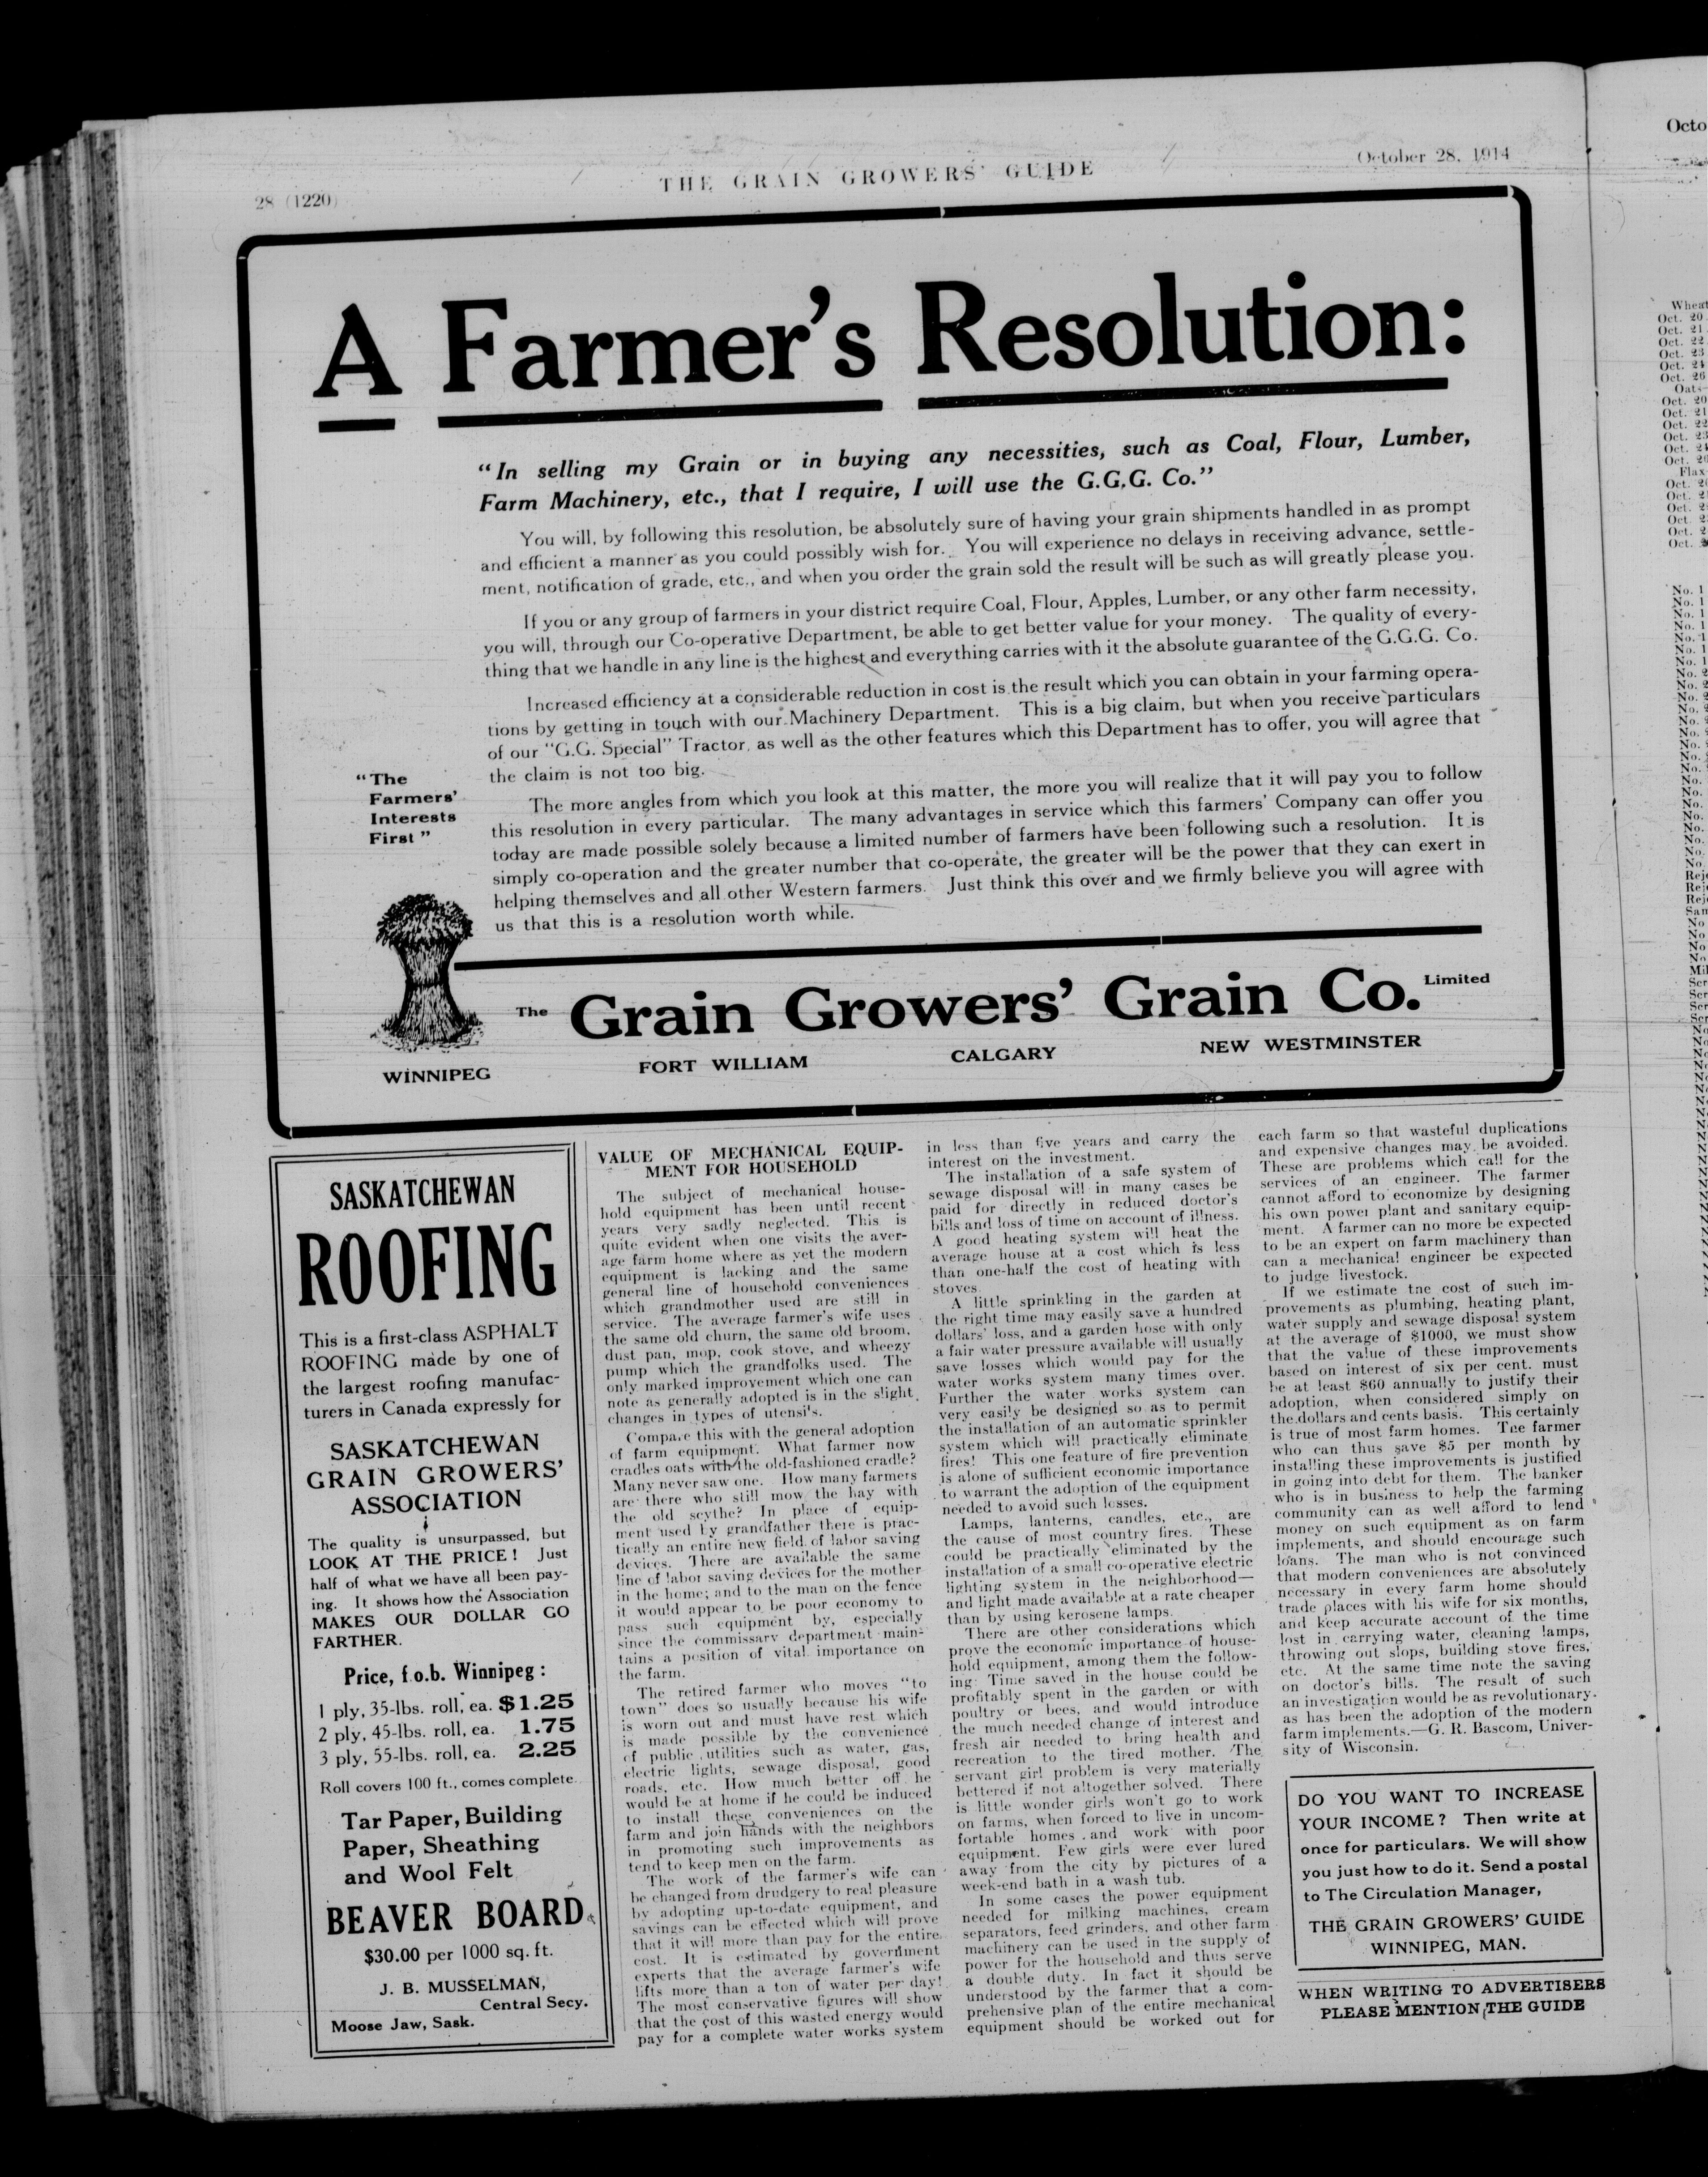 28 (1220)
THE GRAIN GROWERS' GUIDE
October 28, 1914
A Farmer's Resolution:
"In selling my Grain or in buying any necessities, such as Coal, Flour, Lumber,
Farm Machinery, etc., that I require, I will use the G.G.G. Co."
You will, by following this resolution, be absolutely sure of having your grain shipments handled in as prompt
and efficient a manner as you could possibly wish for. You will experience no delays in receiving advance, settle-
ment, notification of grade, etc., and when you order the grain sold the result will be such as will greatly please you.
If you or any group of farmers in your district require Coal, Flour, Apples, Lumber, or any other farm necessity,
you will, through our Co-operative Department, be able to get better value for your money. The quality of every-
thing that we handle in any line is the highest and everything carries with it the absolute guarantee of the G.G.G. Co.
Increased efficiency at a considerable reduction in cost is the result which you can obtain in your farming opera-
tions by getting in touch with our Machinery Department. This is a big claim, but when you receive particulars
of our "G.G. Special" Tractor, as well as the other features which this Department has to offer, you will agree that
the claim is not too big.
The more angles from which you look at this matter, the more you will realize that it will pay you to follow
this resolution in every particular. The many advantages in service which this farmers' Company can offer you
today are made possible solely because a limited number of farmers have been following such a resolution. It is
simply co-operation and the greater number that co-operate, the greater will be the power that they can exert in
helping themselves and all other Western farmers. Just think this over and we firmly believe you will agree with
us that this is a resolution worth while.
"The
Farmers'
Interests
First"
The Grain Growers' Grain Co. Limited
WINNIPEG FORT WILLIAM CALGARY NEW WESTMINSTER
SASKATCHEWAN
ROOFING
This is a first-class ASPHALT
ROOFING made by one of
the largest roofing manufac-
turers in Canada expressly for
SASKATCHEWAN
GRAIN GROWERS'
ASSOCIATION
The quality is unsurpassed, but
LOOK AT THE PRICE! Just
half of what we have all been pay-
ing. It shows how the Association
MAKES OUR DOLLAR GO
FARTHER.
Price, f.o.b. Winnipeg:
1 ply, 35-lbs. roll, ea. $1.25
2 ply, 45-lbs. roll, ea. 1.75
3 ply, 55-lbs. roll, ea. 2.25
Roll covers 100 ft., comes complete
Tar Paper, Building
Paper, Sheathing
and Wool Felt
BEAVER BOARD
$30.00 per 1000 sq. ft.
J. B. MUSSELMAN,
Central Secy.
Moose Jaw, Sask.
VALUE OF MECHANICAL EQUIP-
MENT FOR HOUSEHOLD
The subject of mechanical house-
hold equipment has been until recent
years very sadly neglected. This is
quite evident when one visits the aver-
age farm home where as yet the modern
equipment is lacking and the same
general line of household conveniences
which grandmother used are still in
service. The average farmer's wife uses
the same old churn, the same old broom,
dust pan, mop, cook stove, and wheezy
pump which the grandfolks used. The
only marked improvement which one can
note as generally adopted is in the slight
changes in types of utensils.
Compare this with the general adoption
of farm equipment. What farmer now
cradles oats with the old-fashioned cradle?
Many never saw one. How many farmers
are there who still mow the hay with
the old scythe? In place of equip-
ment used by grandfather there is prac-
tically an entire new field of labor saving
devices. There are available the same
line of labor saving devices for the mother
in the home; and to the man on the fence
it would appear to be poor economy to
pass such equipment by, especially
since the commissary department main-
tains a position of vital importance on
the farm.
The retired farmer who moves "to
town" does so usually because his wife
is worn out and must have rest which
is made possible by the convenience
of public utilities such as water, gas,
electric lights, sewage disposal, good
roads, etc. How much better off he
would be at home if he could be induced
to install these conveniences on the
farm and join hands with the neighbors
in promoting such improvements as
tend to keep men on the farm.
The work of the farmer's wife can
be changed from drudgery to real pleasure
by adopting up-to-date equipment, and
savings can be effected which will prove
that it will more than pay for the entire
cost. It is estimated by government
experts that the average farmer's wife
lifts more than a ton of water per day!
The most conservative figures will show
that the cost of this wasted energy would
pay for a complete water works system
in less than five years and carry the
interest on the investment.
The installation of a safe system of
sewage disposal will in many cases be
paid for directly in reduced doctor's
bills and loss of time on account of illness.
A good heating system will heat the
average house at a cost which is less
than one-half the cost of heating with
stoves.
A little sprinkling in the garden at
the right time may easily save a hundred
dollars' loss, and a garden hose with only
a fair water pressure available will usually
save losses which would pay for the
water works system many times over.
Further the water works system can
very easily be designed so as to permit
the installation of an automatic sprinkler
system which will practically eliminate
fires! This one feature of fire prevention
is alone of sufficient economic importance
to warrant the adoption of the equipment
needed to avoid such losses.
Lamps, lanterns, candles, etc., are
the cause of most country fires. These
could be practically eliminated by the
installation of a small co-operative electric
lighting system in the neighborhood—
and light made available at a rate cheaper
than by using kerosene lamps.
There are other considerations which
prove the economic importance of house-
hold equipment, among them the follow-
ing: Time saved in the house could be
profitably spent in the garden or with
poultry or bees, and would introduce
the much needed change of interest and
fresh air needed to bring health and
recreation to the tired mother. The
servant girl problem is very materially
bettered if not altogether solved. There
is little wonder girls won't go to work
on farms, when forced to live in uncom-
fortable homes and work with poor
equipment. Few girls were ever lured
away from the city by pictures of a
week-end bath in a wash tub.
In some cases the power equipment
needed for milking machines, cream
separators, feed grinders, and other farm
machinery can be used in the supply of
power for the household and thus serve
a double duty. In fact it should be
understood by the farmer that a com-
prehensive plan of the entire mechanical
equipment should be worked out for
each farm so that wasteful duplications
and expensive changes may be avoided.
These are problems which call for the
services of an engineer. The farmer
cannot afford to economize by designing
his own power plant and sanitary equip-
ment. A farmer can no more be expected
to be an expert on farm machinery than
can a mechanical engineer be expected
to judge livestock.
If we estimate tne cost of such im-
provements as plumbing, heating plant,
water supply and sewage disposal system
at the average of $1000, we must show
that the value of these improvements
based on interest of six per cent. must
be at least $60 annually to justify their
adoption, when considered simply on
the dollars and cents basis. This certainly
is true of most farm homes. The farmer
who can thus save $5 per month by
installing these improvements is justified
in going into debt for them. The banker
who is in business to help the farming
community can as well afford to lend
money on such equipment as on farm
implements, and should encourage such
loans. The man who is not convinced
that modern conveniences are absolutely
necessary in every farm home should
trade places with his wife for six months,
and keep accurate account of the time
lost in carrying water, cleaning lamps,
throwing out slops, building stove fires,
etc. At the same time note the saving
on doctor's bills. The result of such
an investigation would be as revolutionary
as has been the adoption of the modern
farm implements.—G. R. Bascom, Univer-
sity of Wisconsin.
DO YOU WANT TO INCREASE
YOUR INCOME? Then write at
once for particulars. We will show
you just how to do it. Send a postal
to The Circulation Manager,
THE GRAIN GROWERS' GUIDE
WINNIPEG, MAN.
WHEN WRITING TO ADVERTISERS
PLEASE MENTION THE GUIDE
Octo
Wheat
Oct. 20
Oct. 21
Oct. 22
Oct. 23
Oct. 24
Oct. 26
Oats
Oct. 20
Oct. 21
Oct. 22
Oct. 23
Oct. 24
Flax